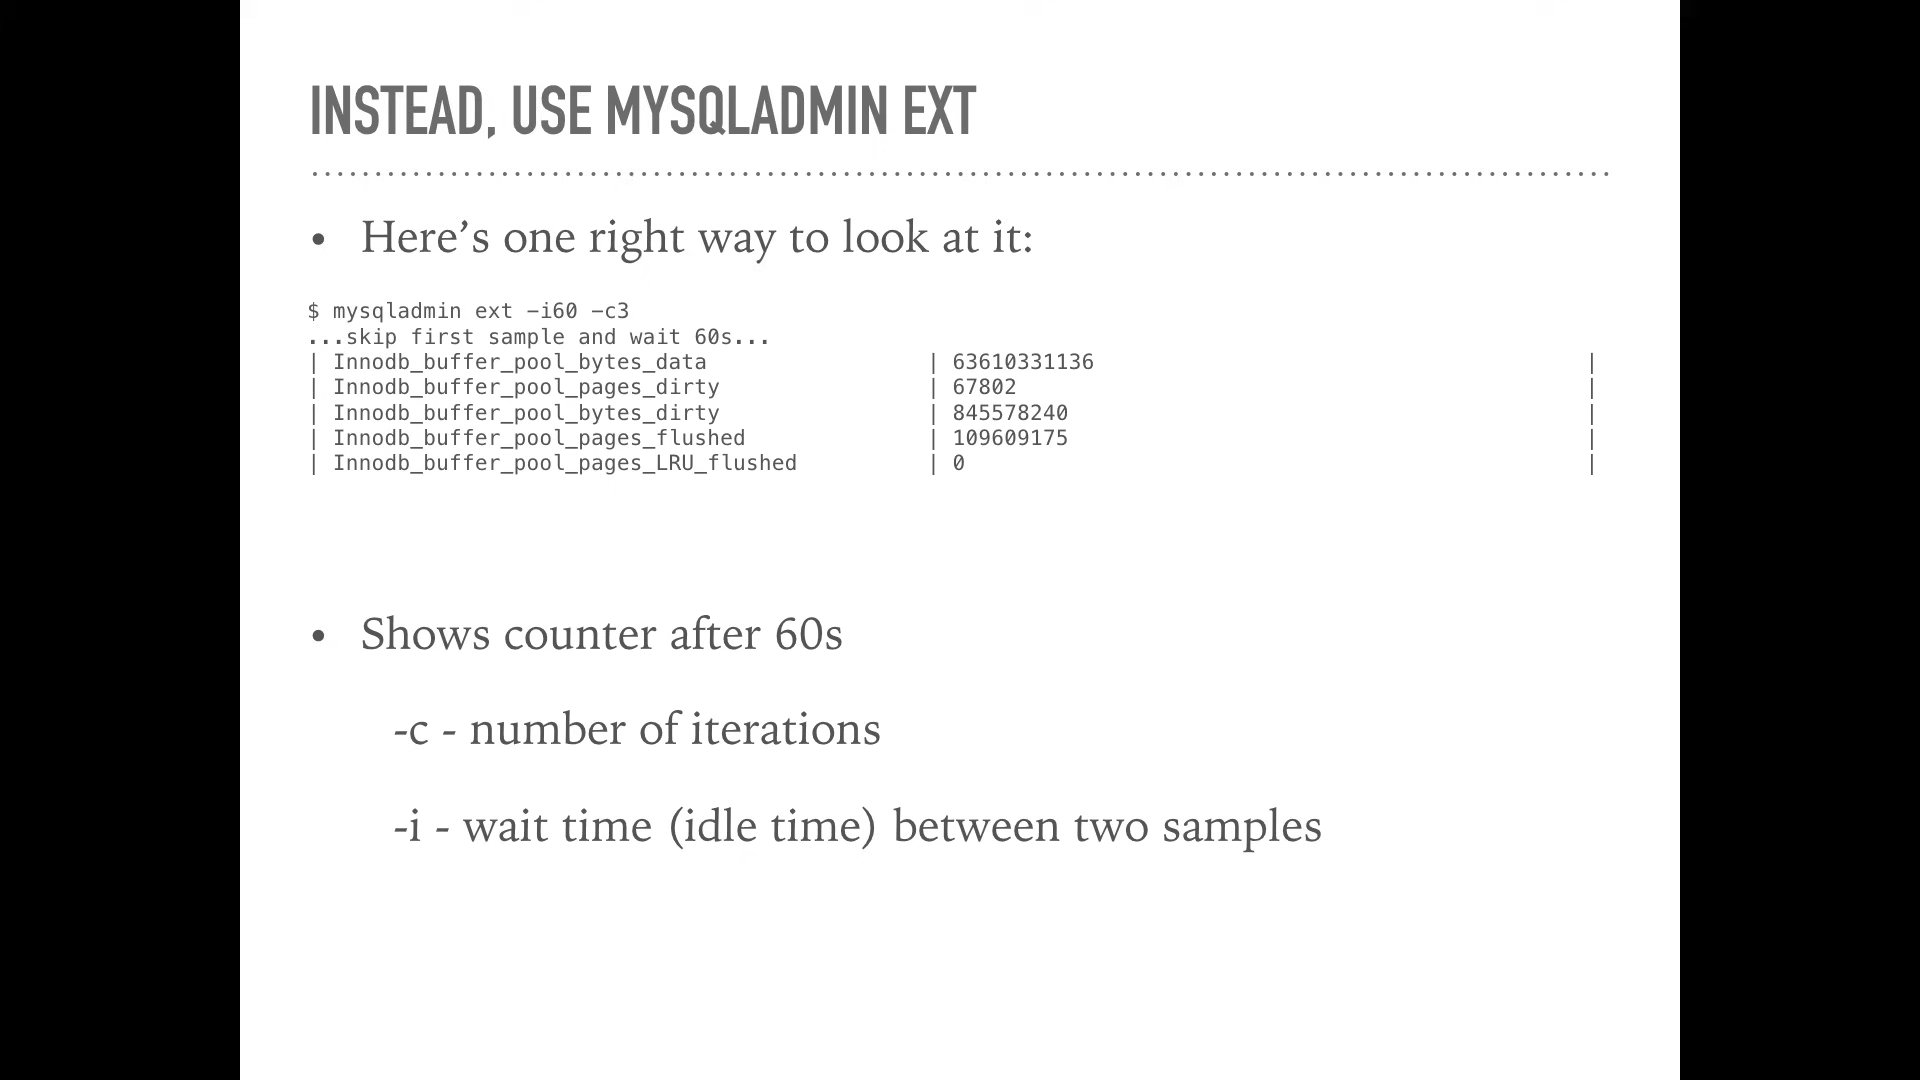 INSTEAD, USE MYSQLADMIN EXT
• Here’s one right way to look at it:
$ mysqladmin ext -i60 -c3
...skip first sample and wait 60s...
| Innodb_buffer_pool_bytes_data | 63610331136 |
| Innodb_buffer_pool_pages_dirty | 67802 |
| Innodb_buffer_pool_bytes_dirty | 845578240 |
| Innodb_buffer_pool_pages_flushed | 109609175 |
| Innodb_buffer_pool_pages_LRU_flushed | 0 |
• Shows counter after 60s
-c - number of iterations
-i - wait time (idle time) between two samples